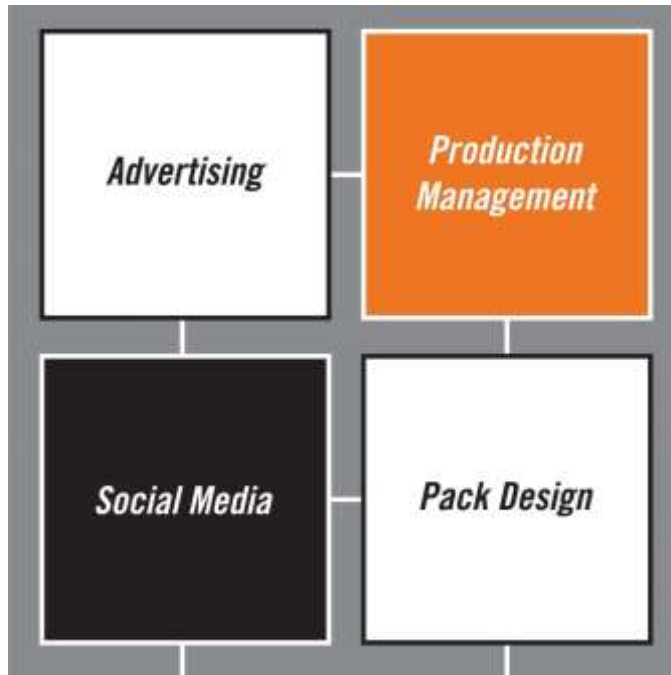 Advertising
Production
Management
Social Media
Pack Design